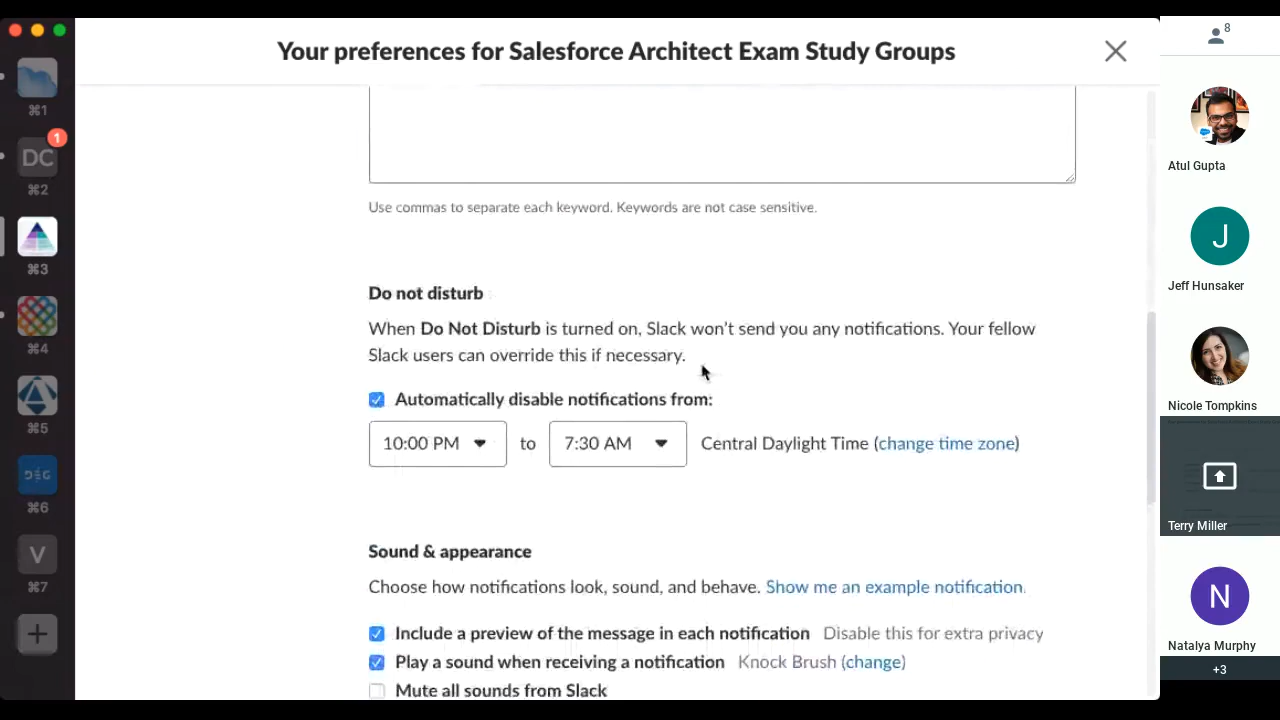 Your preferences for Salesforce Architect Exam Study Groups
8
⌘1
DC
1
⌘2
⌘3
⌘4
⌘5
DEG
⌘6
V
⌘7
Use commas to separate each keyword. Keywords are not case sensitive.
Do not disturb
When Do Not Disturb is turned on, Slack won't send you any notifications. Your fellow
Slack users can override this if necessary.
Automatically disable notifications from:
10:00 PM to 7:30 AM Central Daylight Time (change time zone)
Sound & appearance
Choose how notifications look, sound, and behave. Show me an example notification.
Include a preview of the message in each notification Disable this for extra privacy
Play a sound when receiving a notification Knock Brush (change)
Mute all sounds from Slack
Atul Gupta
J
Jeff Hunsaker
Nicole Tompkins
Terry Miller
N
Natalya Murphy
+3